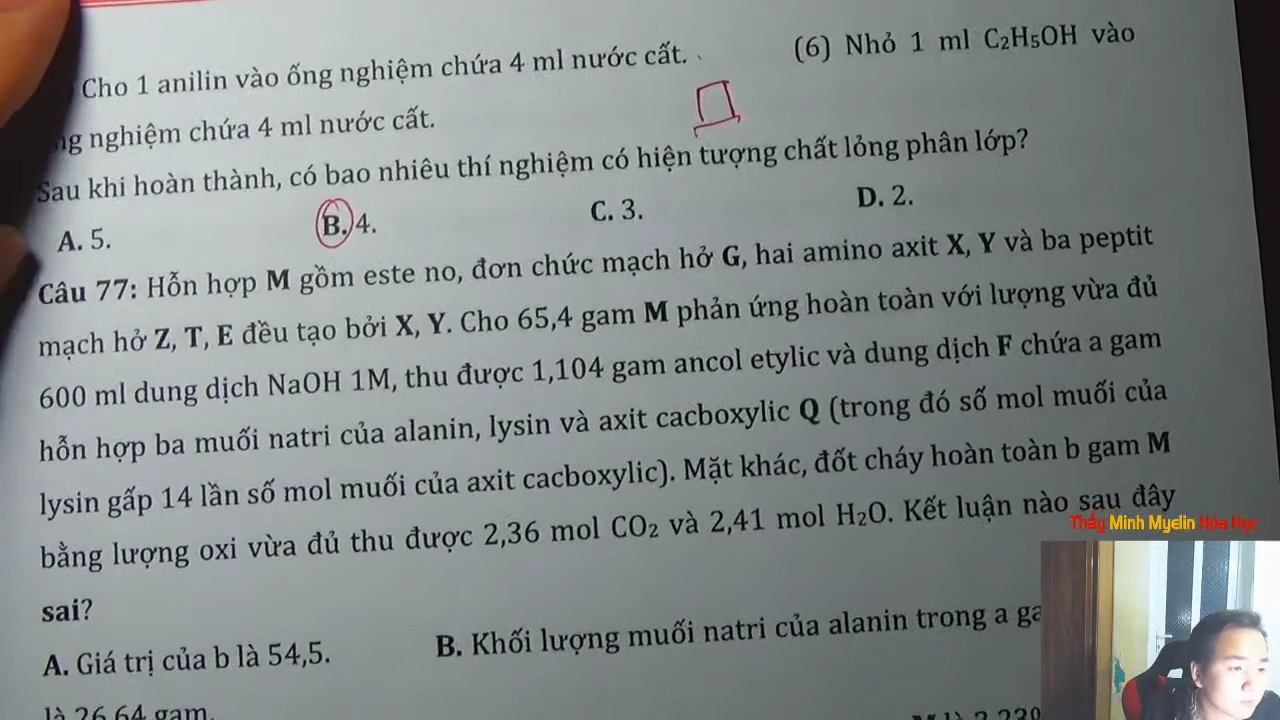 Cho 1 anilin vào ống nghiệm chứa 4 ml nước cất. (6) Nhỏ 1 ml C₂H₅OH vào
nghiệm chứa 4 ml nước cất.
Sau khi hoàn thành, có bao nhiêu thí nghiệm có hiện tượng chất lỏng phân lớp?
A. 5. B. 4. C. 3. D. 2.
Câu 77: Hỗn hợp M gồm este no, đơn chức mạch hở G, hai amino axit X, Y và ba peptit
mạch hở Z, T, E đều tạo bởi X, Y. Cho 65,4 gam M phản ứng hoàn toàn với lượng vừa đủ
600 ml dung dịch NaOH 1M, thu được 1,104 gam ancol etylic và dung dịch F chứa a gam
hỗn hợp ba muối natri của alanin, lysin và axit cacboxylic Q (trong đó số mol muối của
lysin gấp 14 lần số mol muối của axit cacboxylic). Mặt khác, đốt cháy hoàn toàn b gam M
bằng lượng oxi vừa đủ thu được 2,36 mol CO₂ và 2,41 mol H₂O. Kết luận nào sau đây
Thầy Minh Myelin Hóa Học
sai?
A. Giá trị của b là 54,5. B. Khối lượng muối natri của alanin trong a
là 26,64 gam.